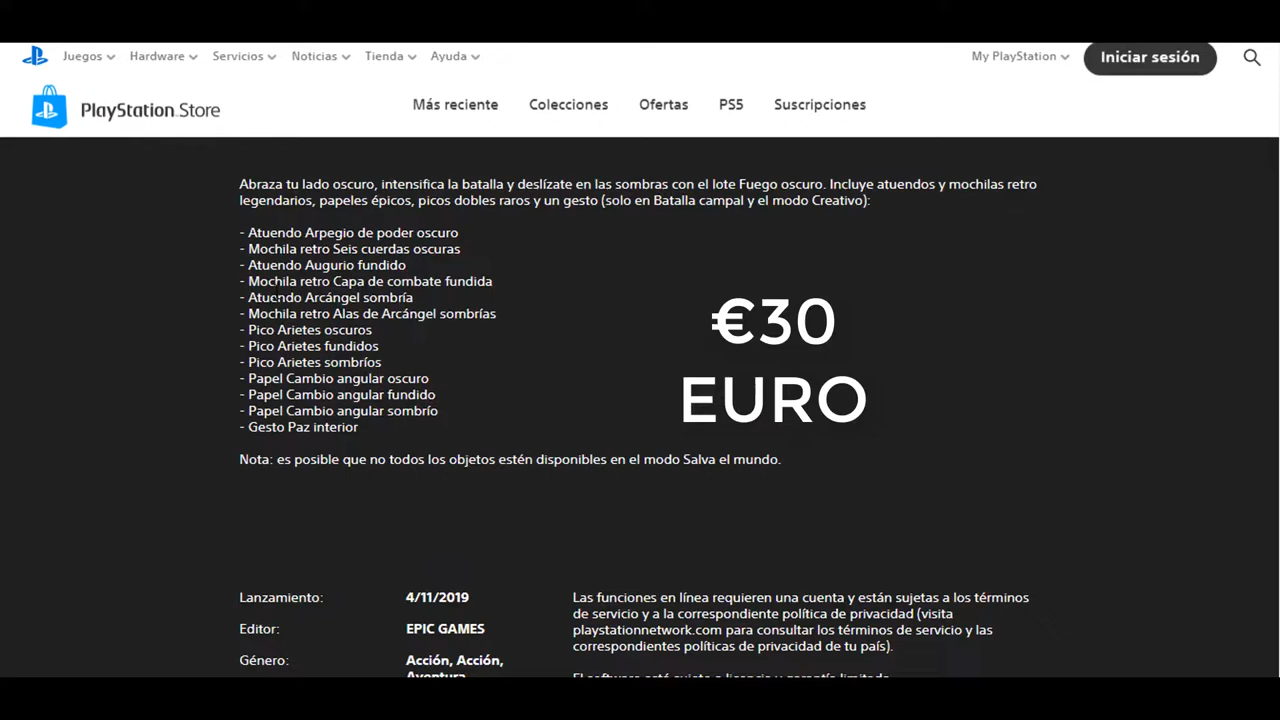 Juegos Hardware Servicios Noticias Tienda Ayuda My PlayStation Iniciar sesión
PlayStation Store Más reciente Colecciones Ofertas PS5 Suscripciones
Abraza tu lado oscuro, intensifica la batalla y deslízate en las sombras con el lote Fuego oscuro. Incluye atuendos y mochilas retro
legendarios, papeles épicos, picos dobles raros y un gesto (solo en Batalla campal y el modo Creativo):
- Atuendo Arpegio de poder oscuro
- Mochila retro Seis cuerdas oscuras
- Atuendo Augurio fundido
- Mochila retro Capa de combate fundida
- Atuendo Arcángel sombría
- Mochila retro Alas de Arcángel sombrías
- Pico Arietes oscuros
- Pico Arietes fundidos
- Pico Arietes sombríos
- Papel Cambio angular oscuro
- Papel Cambio angular fundido
- Papel Cambio angular sombrío
- Gesto Paz interior
€30
EURO
Nota: es posible que no todos los objetos estén disponibles en el modo Salva el mundo.
Lanzamiento: 4/11/2019
Editor: EPIC GAMES
Género: Acción, Acción,
Aventura
Las funciones en línea requieren una cuenta y están sujetas a los términos
de servicio y a la correspondiente política de privacidad (visita
playstationnetwork.com para consultar los términos de servicio y las
correspondientes políticas de privacidad de tu país).
El software está sujeto a licencia y garantía limitada